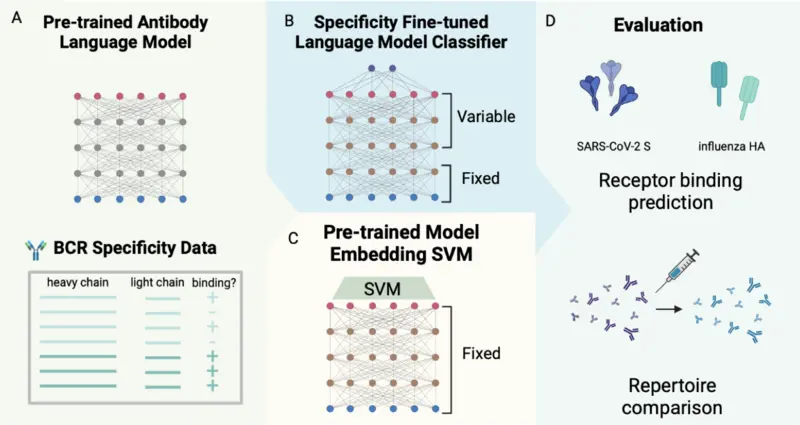 A
Pre-trained Antibody
Language Model
BCR Specificity Data
heavy chain light chain binding?
+
-
+
-
+
+
+
B
Specificity Fine-tuned
Language Model Classifier
Variable
Fixed
C
Pre-trained Model
Embedding SVM
SVM
Fixed
D
Evaluation
SARS-CoV-2 S
influenza HA
Receptor binding
prediction
Repertoire
comparison